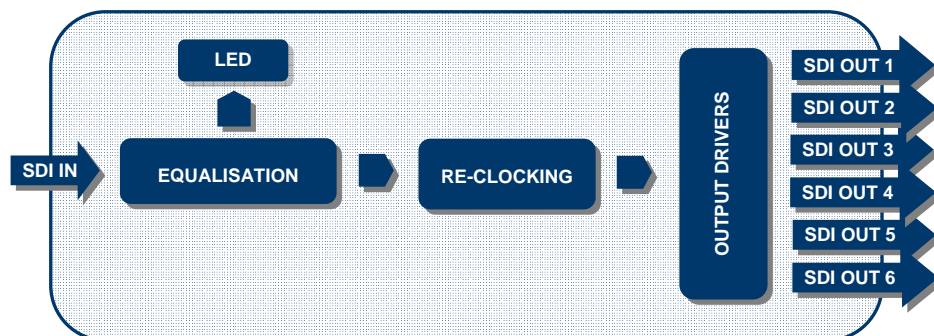 LED
SDI IN
EQUALISATION
RE-CLOCKING
OUTPUT DRIVERS
SDI OUT 1
SDI OUT 2
SDI OUT 3
SDI OUT 4
SDI OUT 5
SDI OUT 6